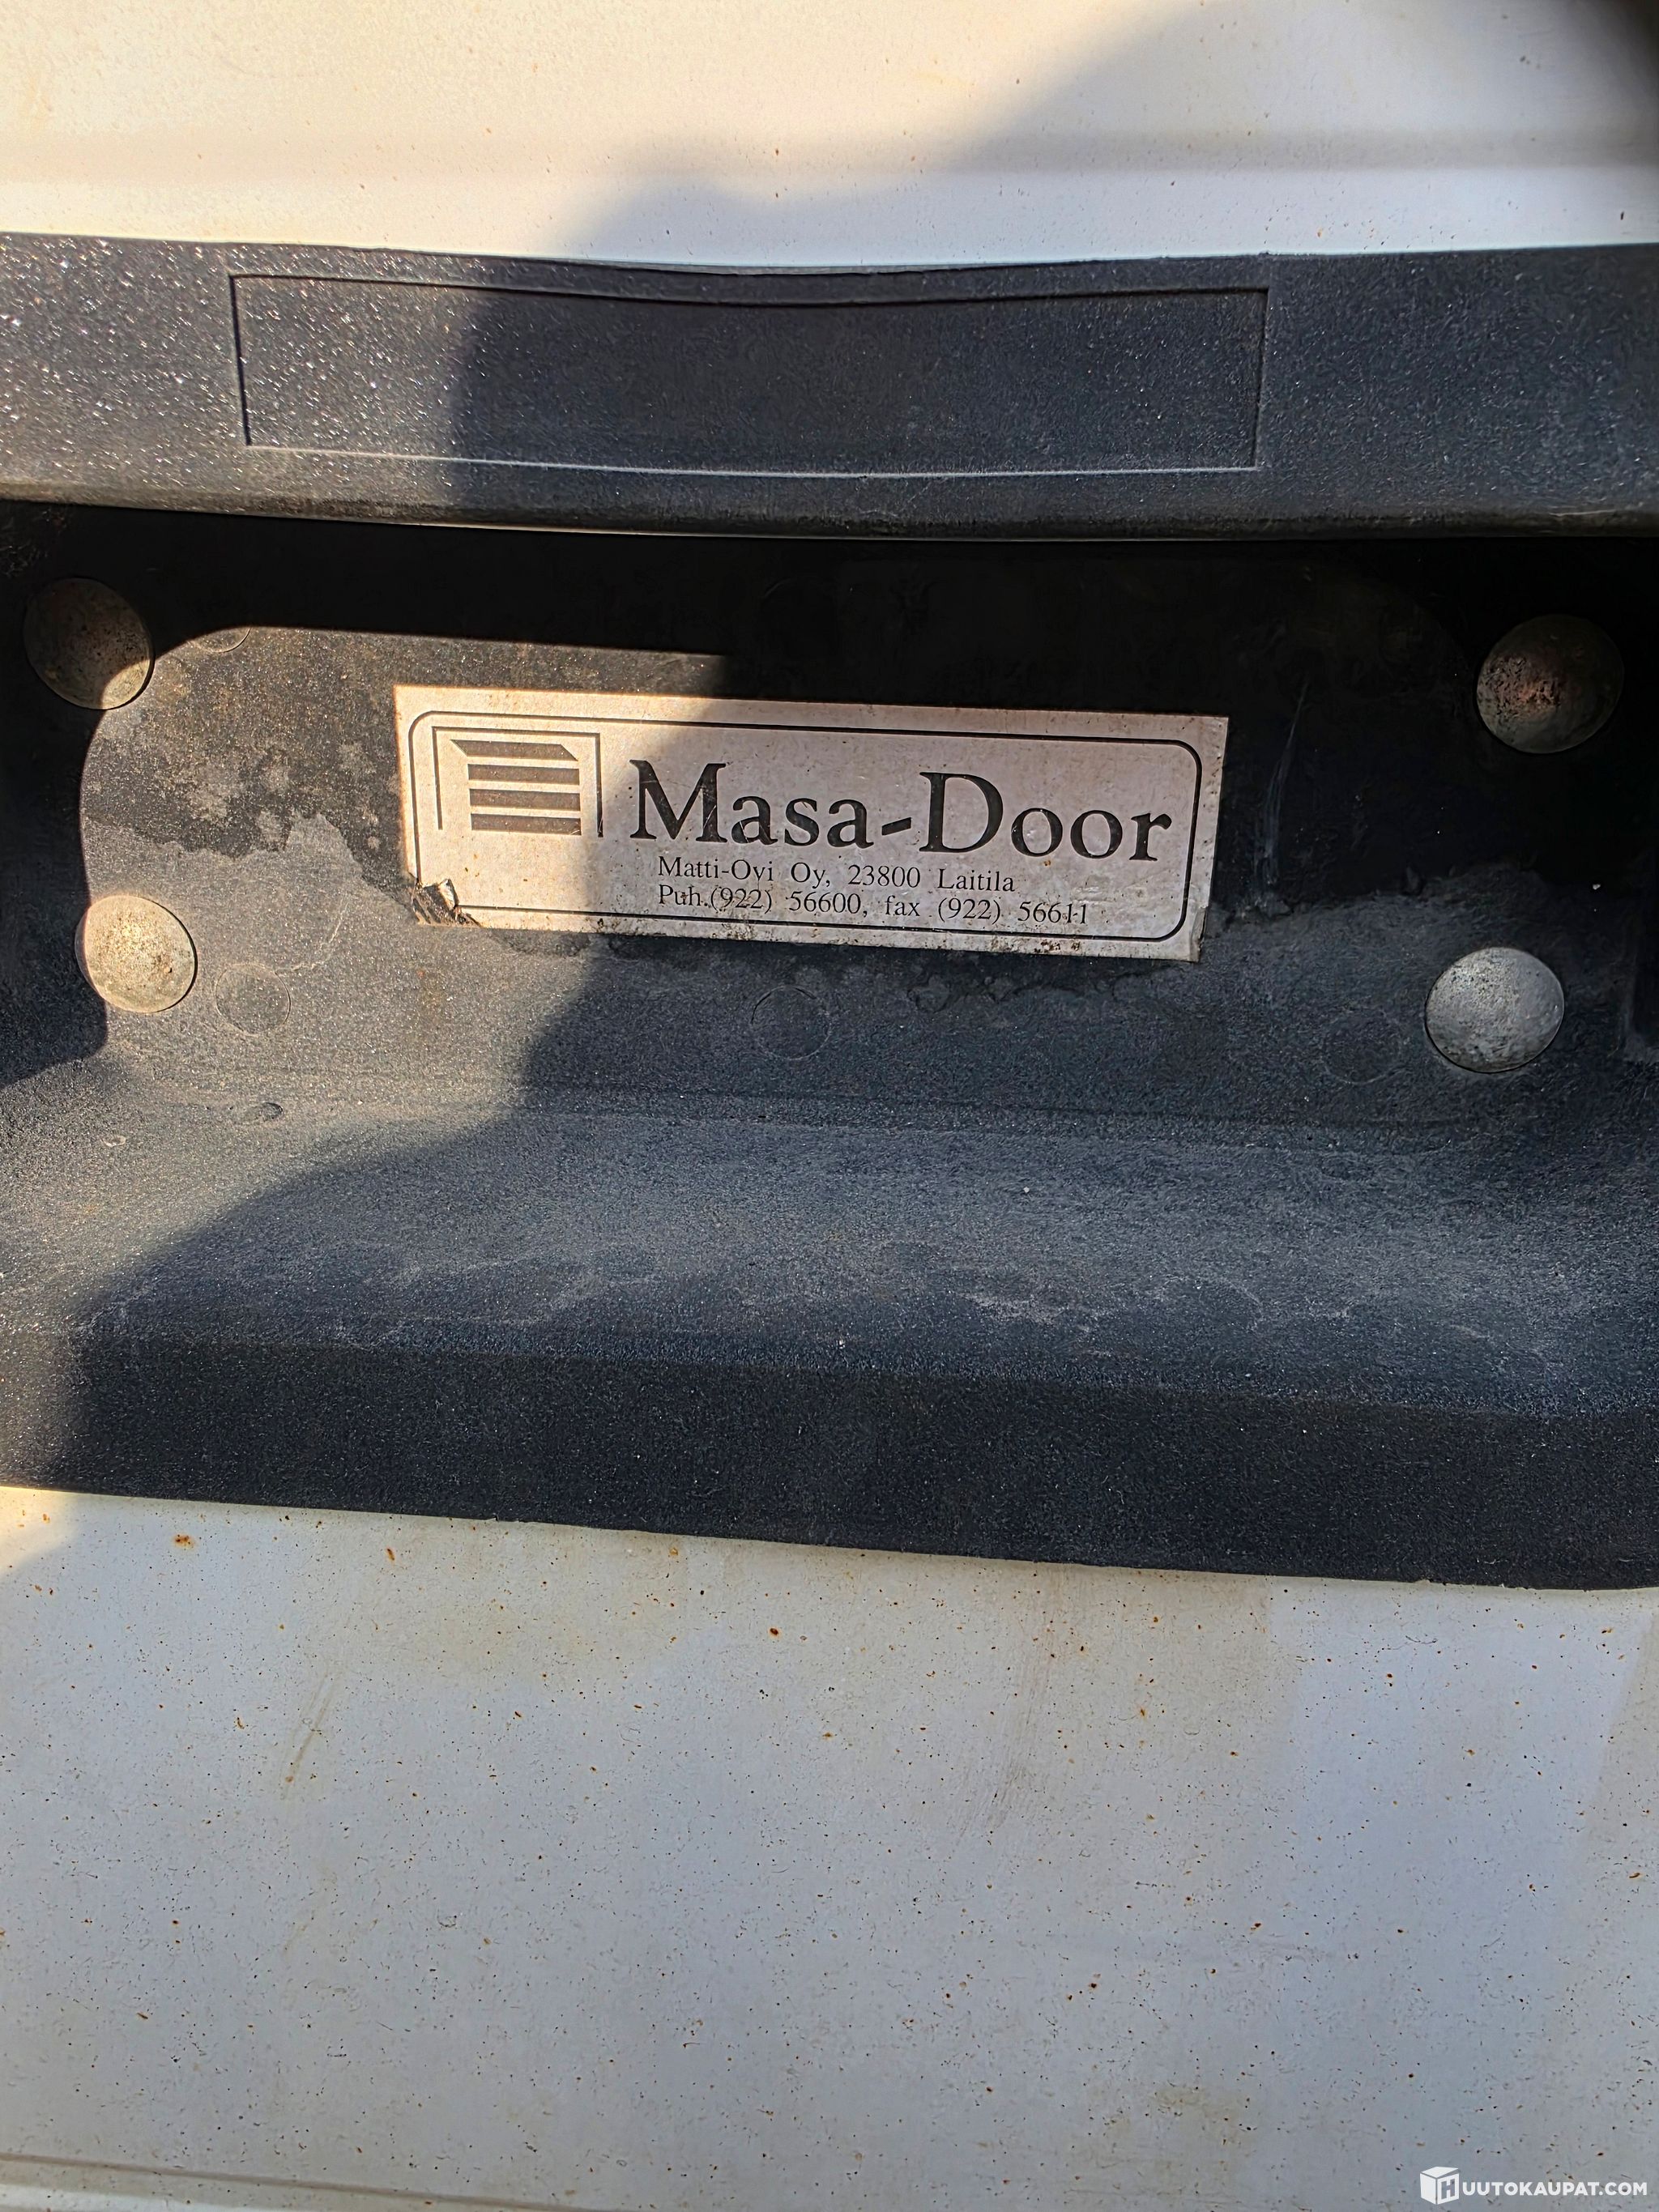 Masa-Door
Matti-Ovi Oy, 23800 Laitila
Puh.(922) 56600, fax (922) 56611
HUUTOKAUPAT.COM